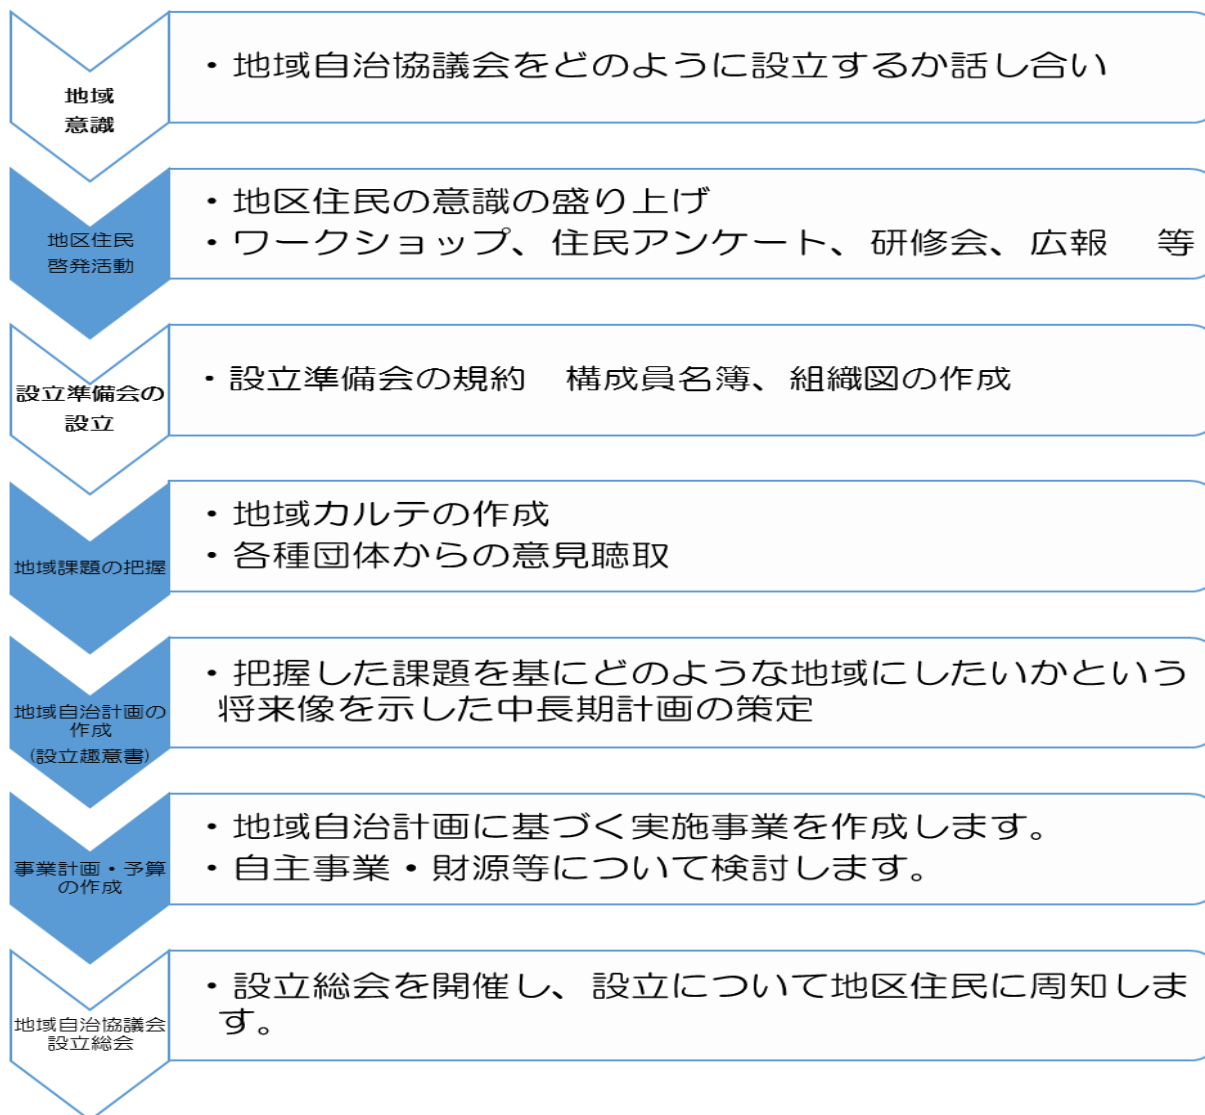 地域
意識
・地域自治協議会をどのように設立するか話し合い
地区住民
啓発活動
・地区住民の意識の盛り上げ
・ワークショップ、住民アンケート、研修会、広報　等
設立準備会の
設立
・設立準備会の規約　構成員名簿、組織図の作成
地域課題の把握
・地域カルテの作成
・各種団体からの意見聴取
地域自治計画の
作成
(設立趣意書)
・把握した課題を基にどのような地域にしたいかという
将来像を示した中長期計画の策定
事業計画・予算
の作成
・地域自治計画に基づく実施事業を作成します。
・自主事業・財源等について検討します。
地域自治協議会
設立総会
・設立総会を開催し、設立について地区住民に周知しま
す。